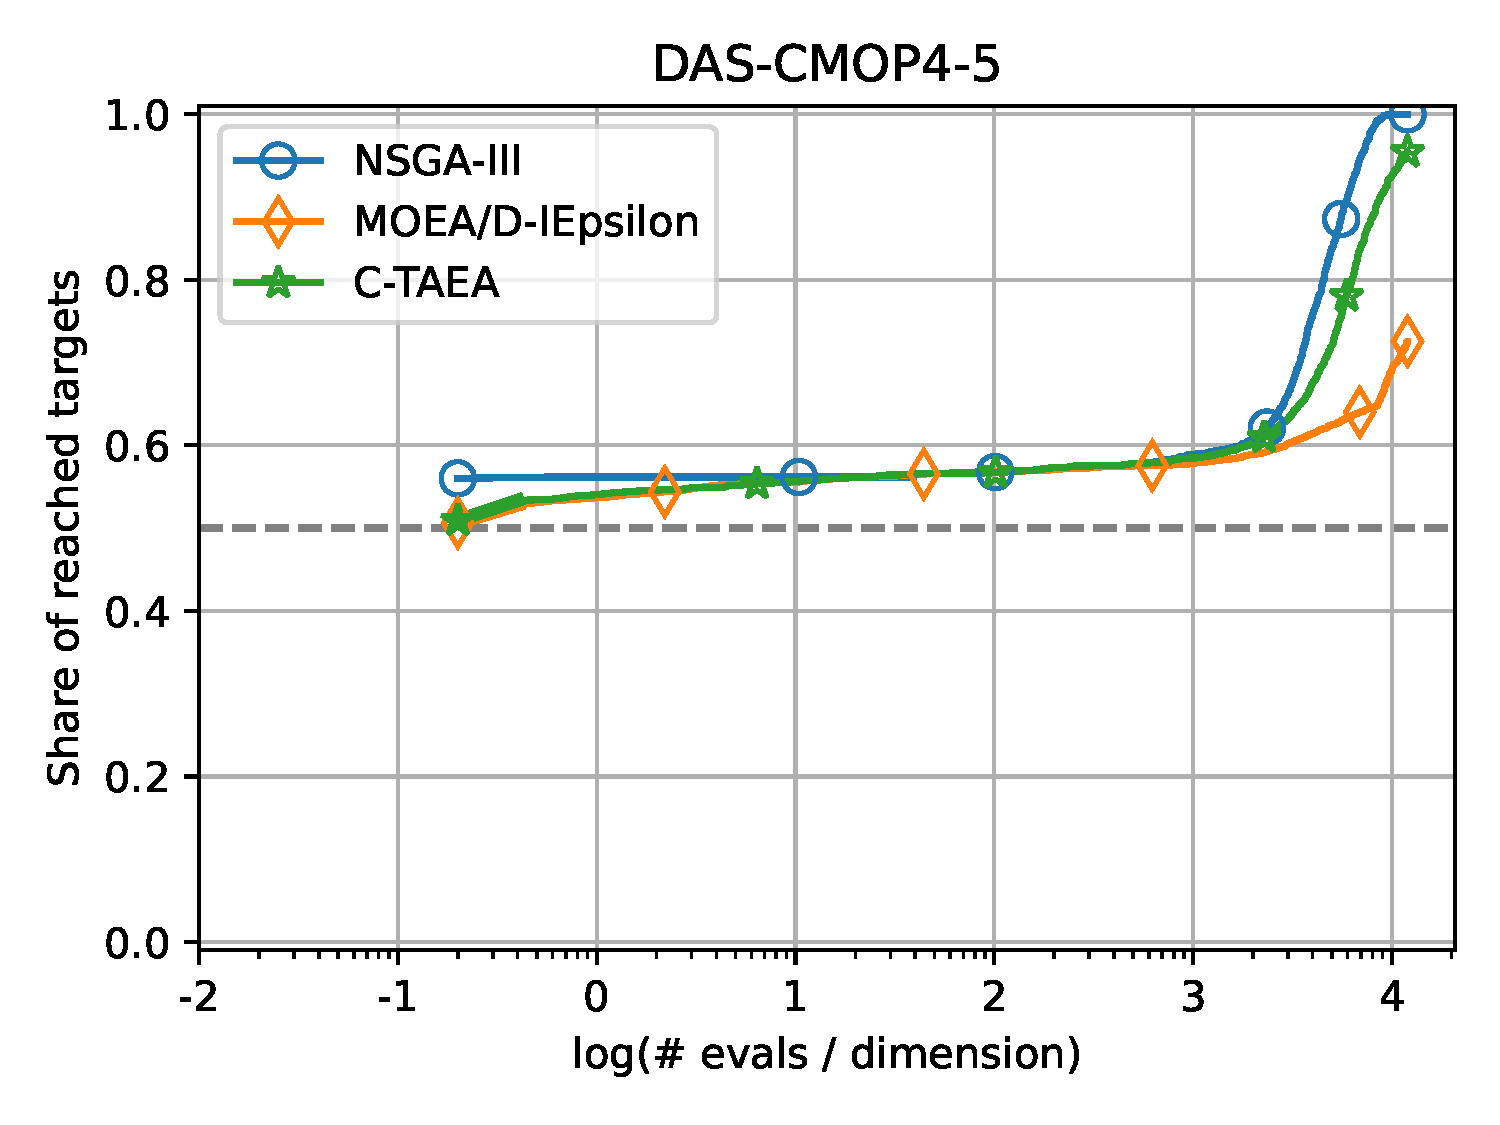 DAS-CMOP4-5
Share of reached targets
1.0
0.8
0.6
0.4
0.2
0.0
NSGA-III
MOEA/D-IEpsilon
C-TAEA
-2 -1 0 1 2 3 4
log(# evals / dimension)